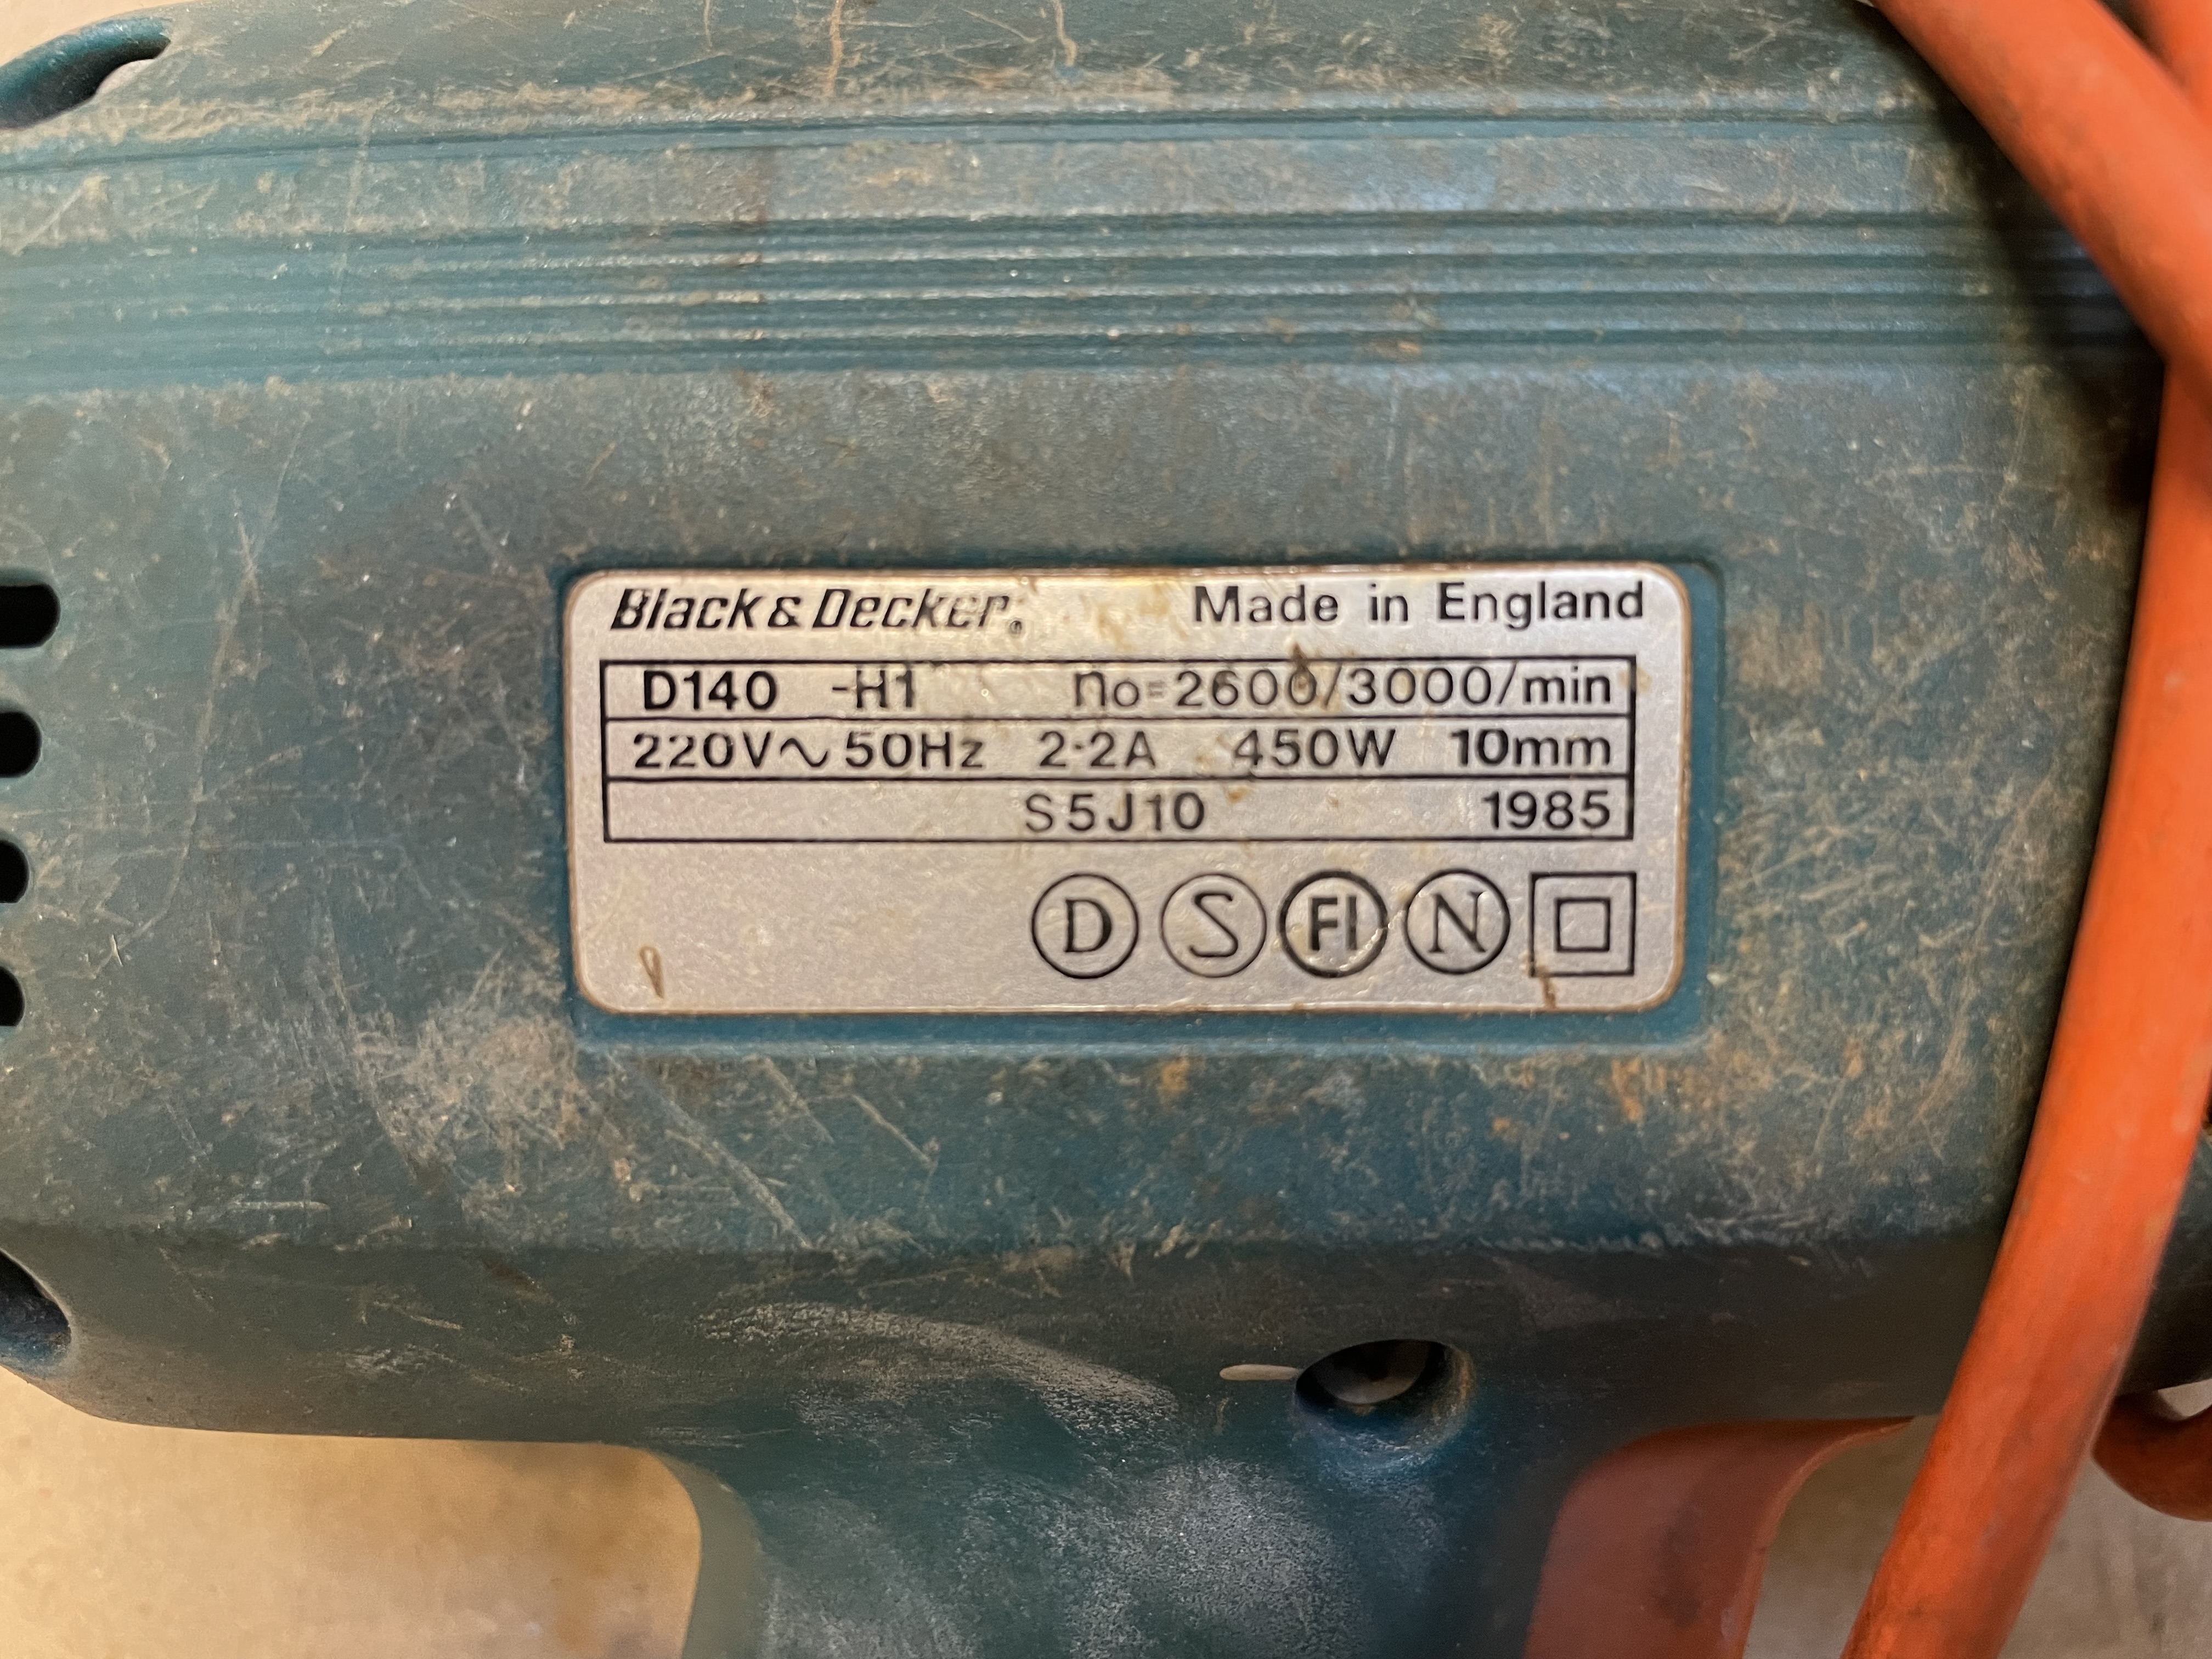 Black & Decker® Made in England
D140 -H1 no=2600/3000/min
220V~50Hz 2·2A 450W 10mm
S5J10 1985
D S FI N